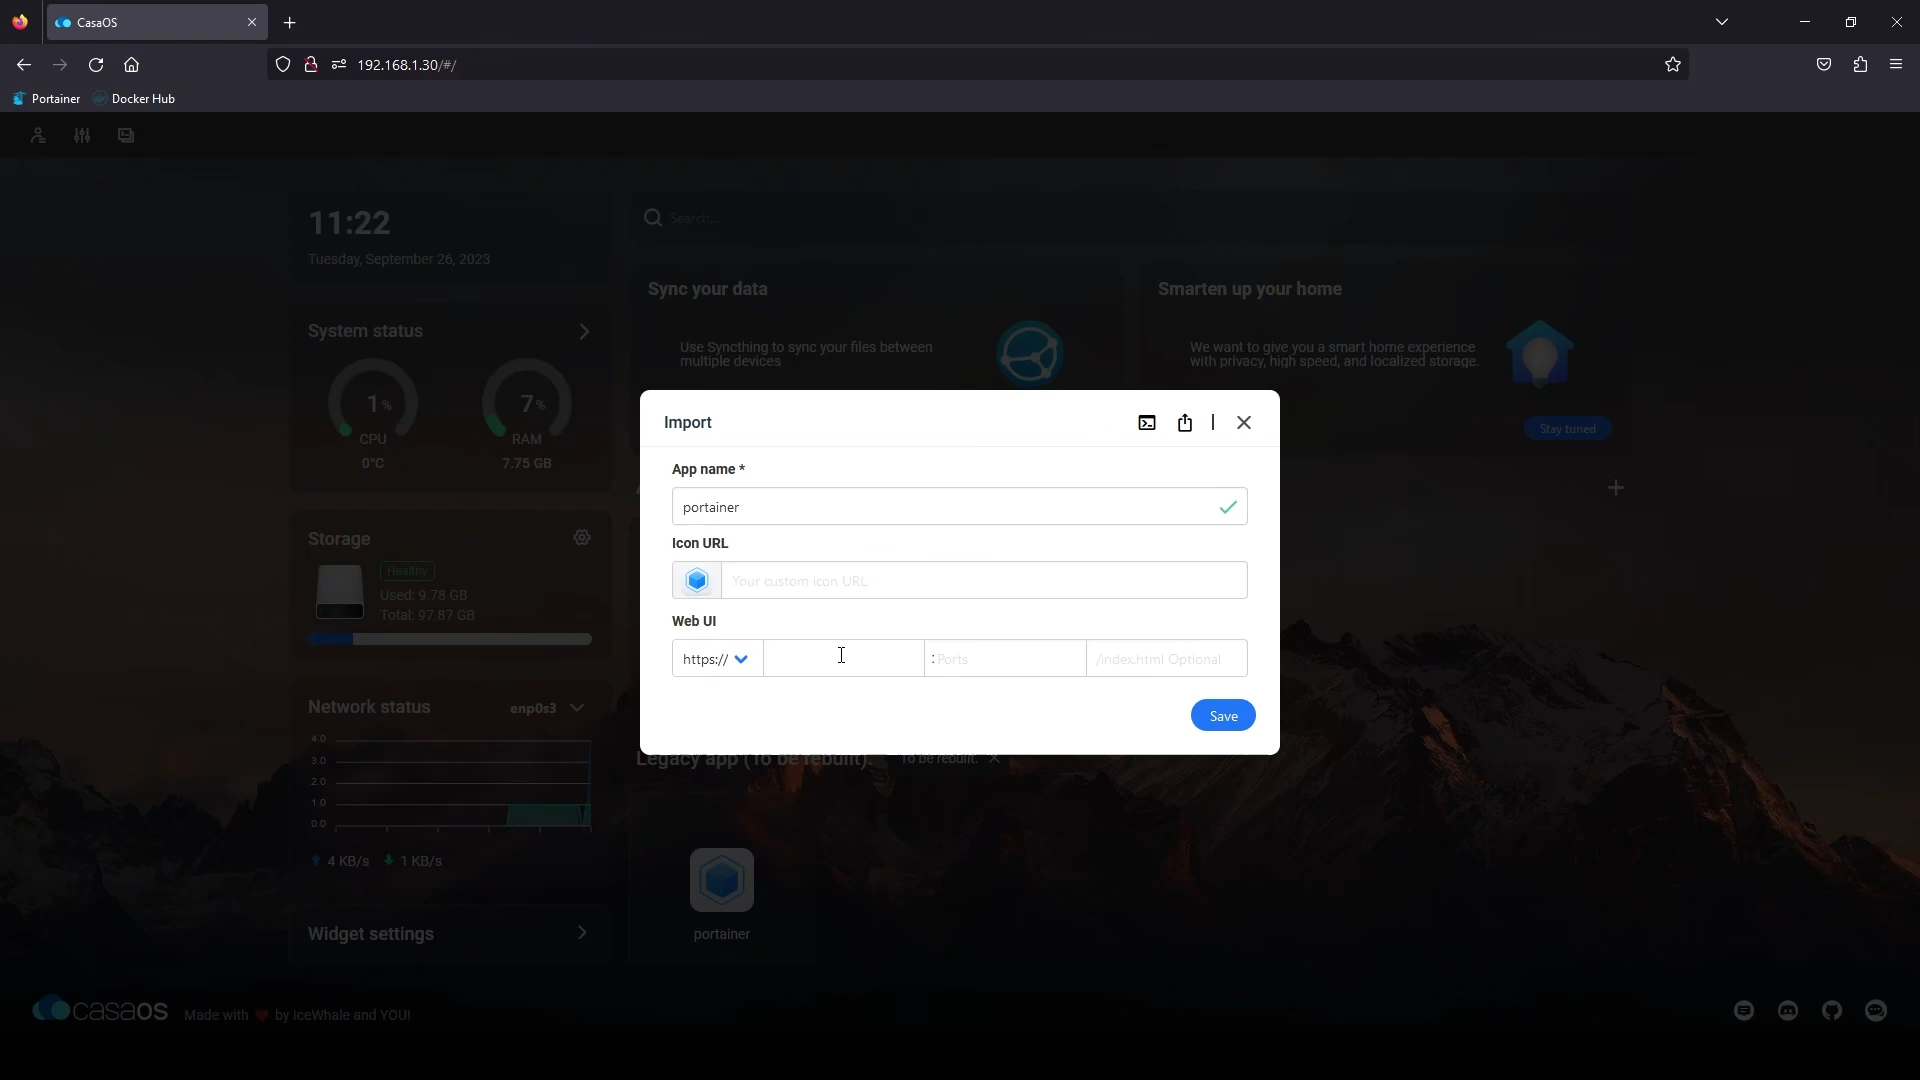 CasaOS
192.168.1.30/#/
Portainer
Docker Hub
11:22
Tuesday, September 26, 2023
Search...
Sync your data
Use Syncthing to sync your files between
multiple devices
Smarten up your home
We want to give you a smart home experience
with privacy, high speed, and localized storage.
Stay tuned
System status
1%
CPU
0°C
7%
RAM
7.75 GB
Import
App name *
portainer
Icon URL
Your custom icon URL
Web UI
https://
:Ports
/index.html Optional
Save
Storage
Healthy
Used: 9.78 GB
Total: 97.87 GB
Network status
enp0s3
4.0
3.0
2.0
1.0
0.0
4 KB/s
1 KB/s
Legacy app (To be rebuilt).
To be rebuilt.
portainer
Widget settings
casaOS
Made with by IceWhale and YOU!